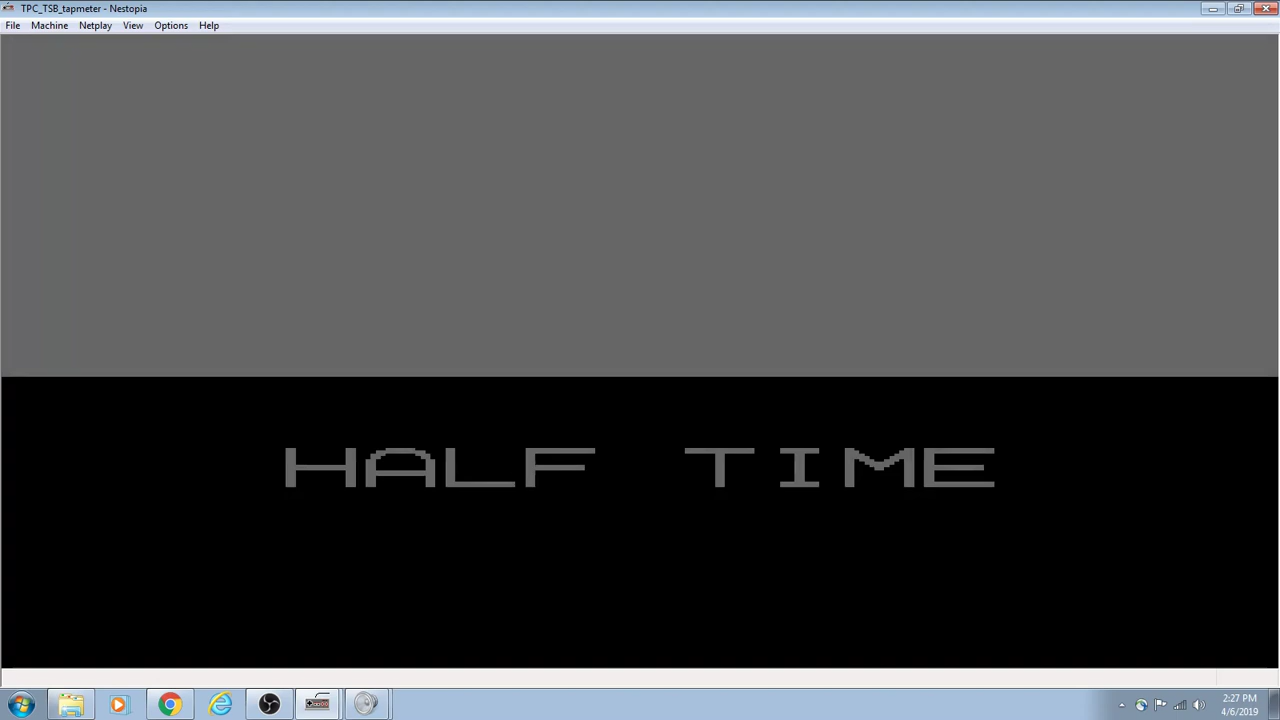 TPC_TSB_tapmeter - Nestopia
File Machine Netplay View Options Help
HALF TIME
2:27 PM
4/6/2019